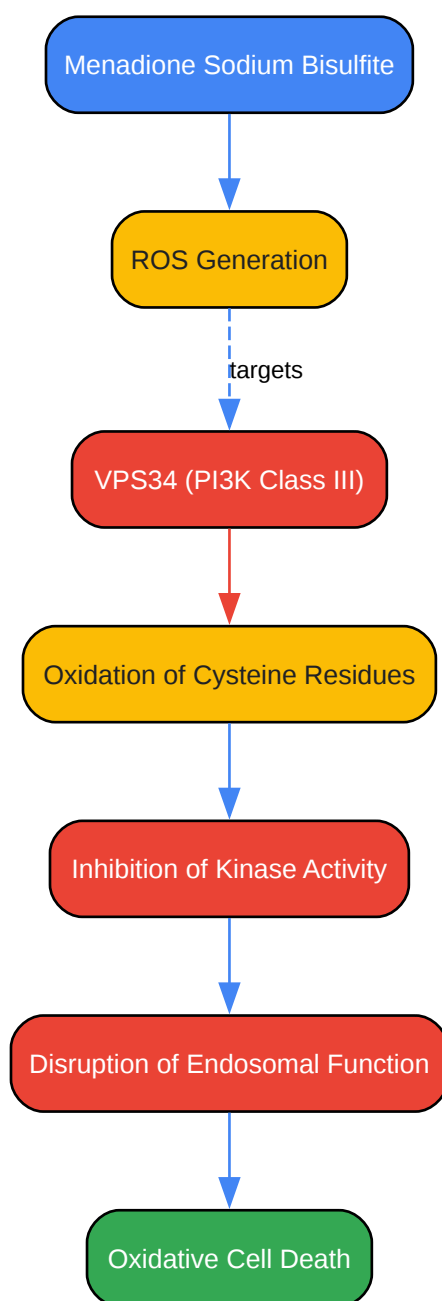 Menadione Sodium Bisulfite
ROS Generation
targets
VPS34 (PI3K Class III)
Oxidation of Cysteine Residues
Inhibition of Kinase Activity
Disruption of Endosomal Function
Oxidative Cell Death